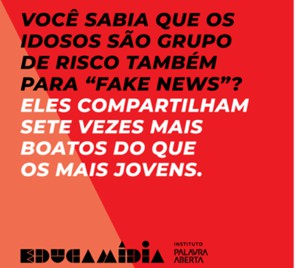 VOCÊ SABIA QUE OS
IDOSOS SÃO GRUPO
DE RISCO TAMBÉM
PARA “FAKE NEWS”?
ELES COMPARTILHAM
SETE VEZES MAIS
BOATOS DO QUE
OS MAIS JOVENS.
EDUCAMÍDIA
INSTITUTO
PALAVRA
ABERTA